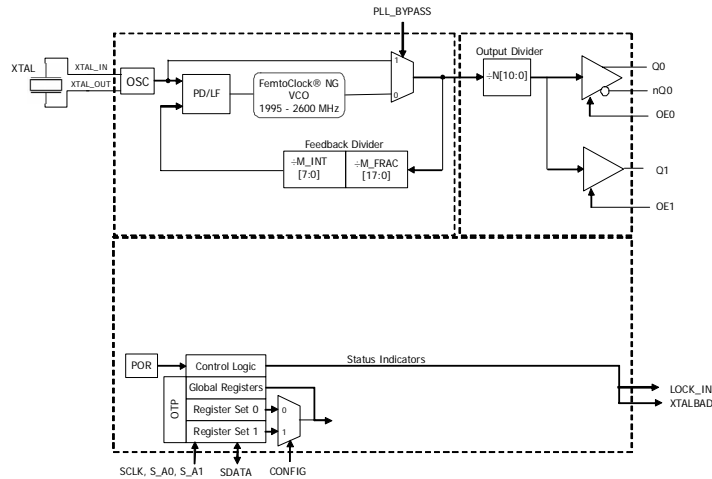 PLL_BYPASS
XTAL
XTAL_IN
XTAL_OUT
OSC
PD/LF
FemtoClock® NG
VCO
1995 - 2600 MHz
1
0
Output Divider
÷N[10:0]
Q0
nQ0
OE0
Feedback Divider
÷M_INT
[7:0]
÷M_FRAC
[17:0]
Q1
OE1
POR
Control Logic
Status Indicators
OTP
Global Registers
Register Set 0
0
Register Set 1
1
LOCK_IN
XTALBAD
SCLK, S_A0, S_A1
SDATA
CONFIG